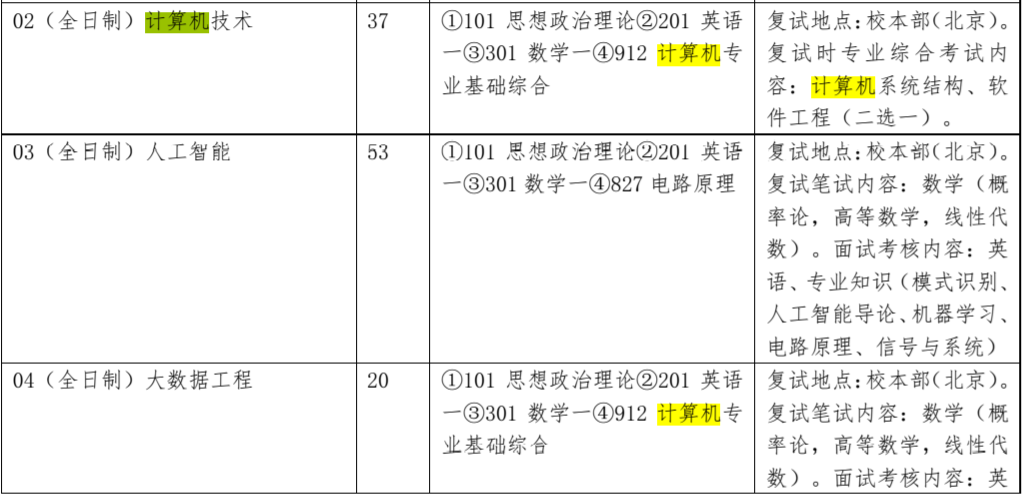 02（全日制）计算机技术
37
①101 思想政治理论②201 英语
一③301 数学一④912 计算机专
业基础综合
复试地点：校本部（北京）。
复试时专业综合考试内
容：计算机系统结构、软
件工程（二选一）。
03（全日制）人工智能
53
①101 思想政治理论②201 英语
一③301 数学一④827 电路原理
复试地点：校本部（北京）。
复试笔试内容：数学（概
率论，高等数学，线性代
数）。面试考核内容：英
语、专业知识（模式识别、
人工智能导论、机器学习、
电路原理、信号与系统）
04（全日制）大数据工程
20
①101 思想政治理论②201 英语
一③301 数学一④912 计算机专
业基础综合
复试地点：校本部（北京）。
复试笔试内容：数学（概
率论，高等数学，线性代
数）。面试考核内容：英